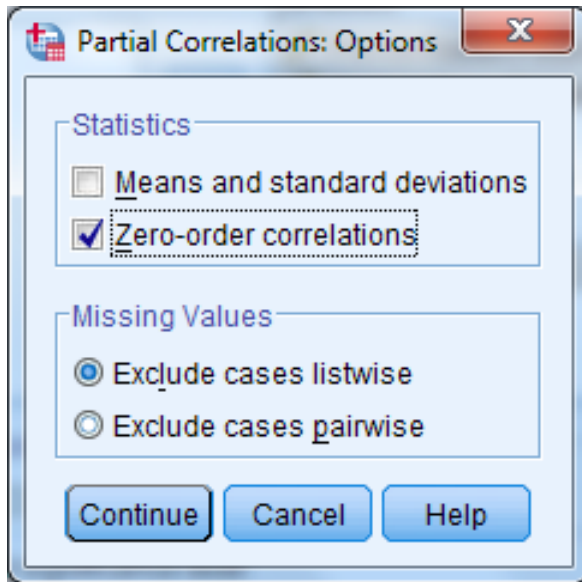 Partial Correlations: Options
Statistics
Means and standard deviations
Zero-order correlations
Missing Values
Exclude cases listwise
Exclude cases pairwise
Continue Cancel Help